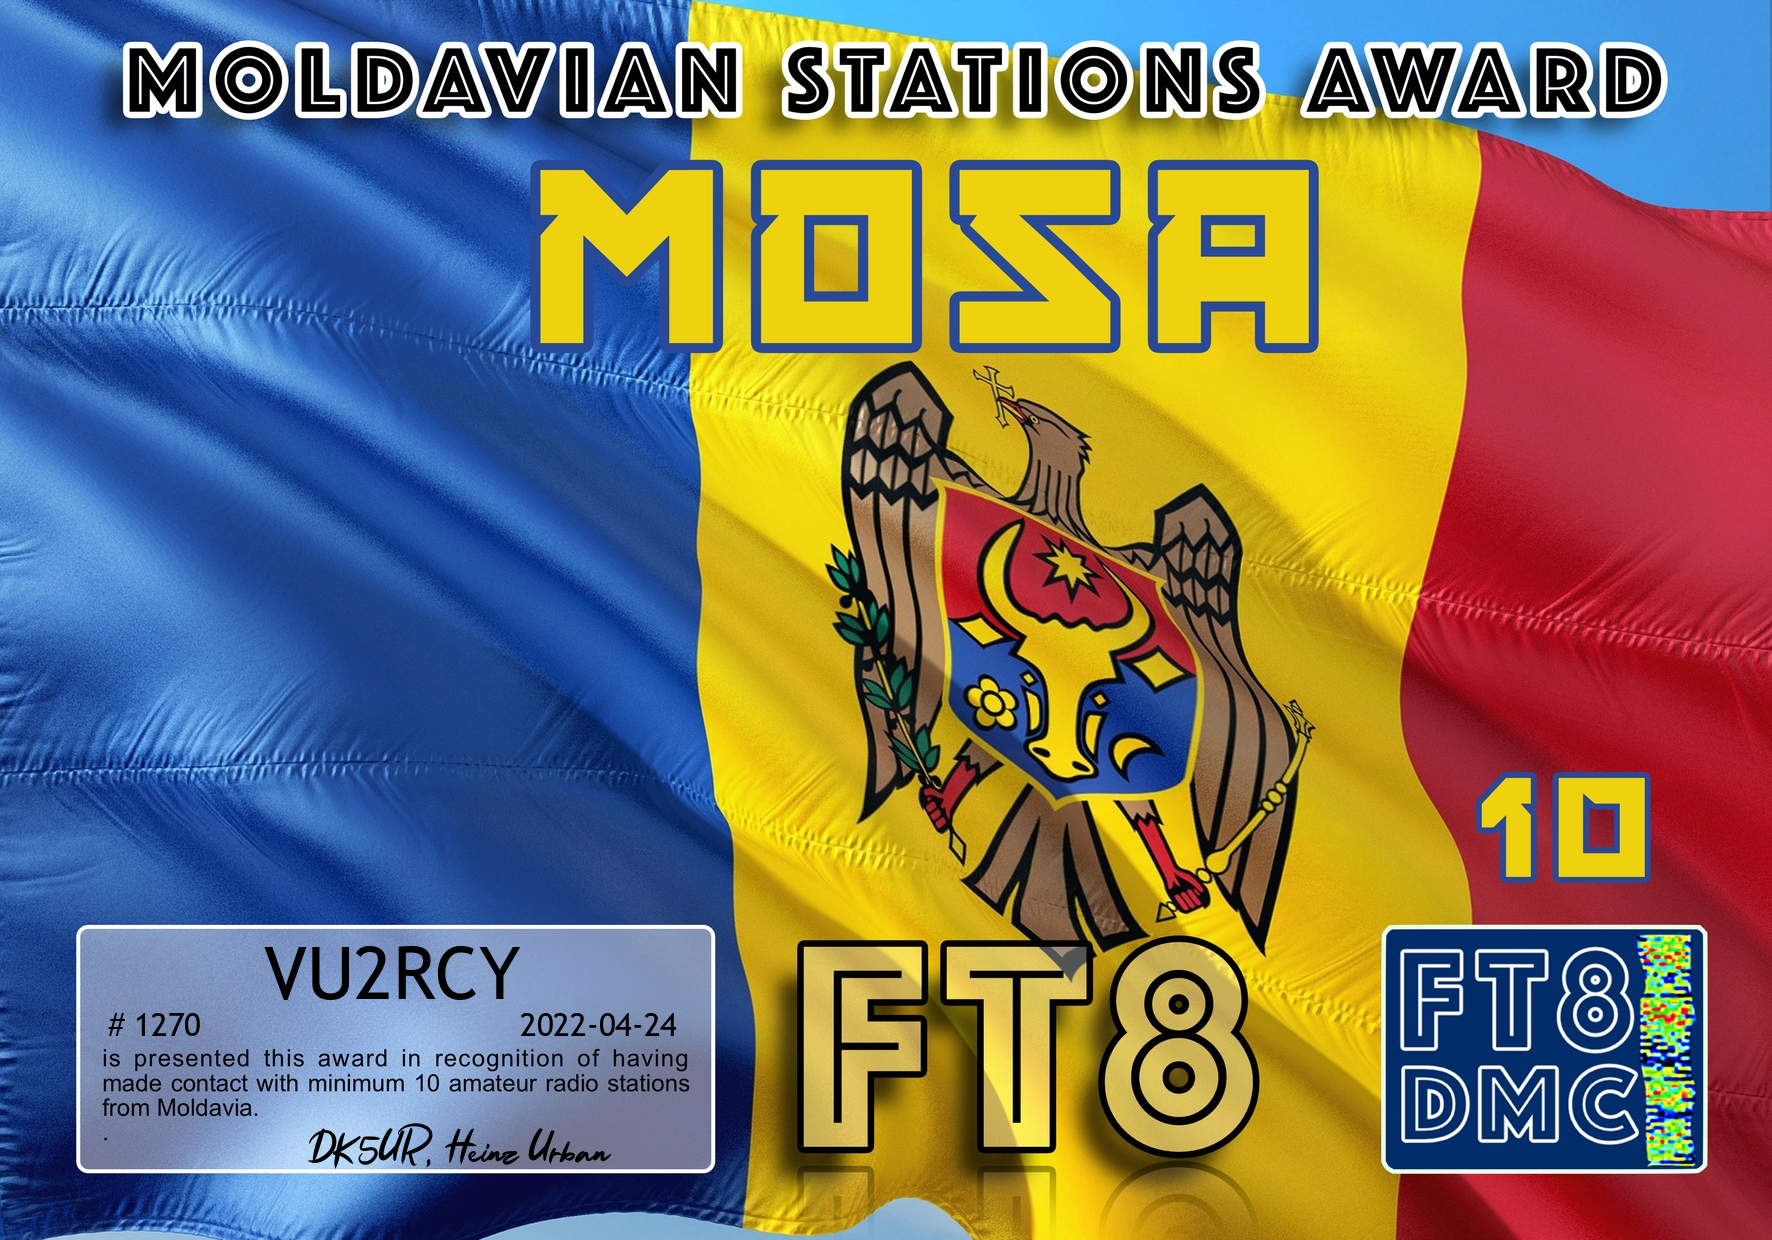 MOLDAVIAN STATIONS AWARD
MOSA
10
VU2RCY
# 1270 2022-04-24
is presented this award in recognition of having
made contact with minimum 10 amateur radio stations
from Moldavia.
.
DK5UR, Heinz Urban
FT8
FT8
DMC